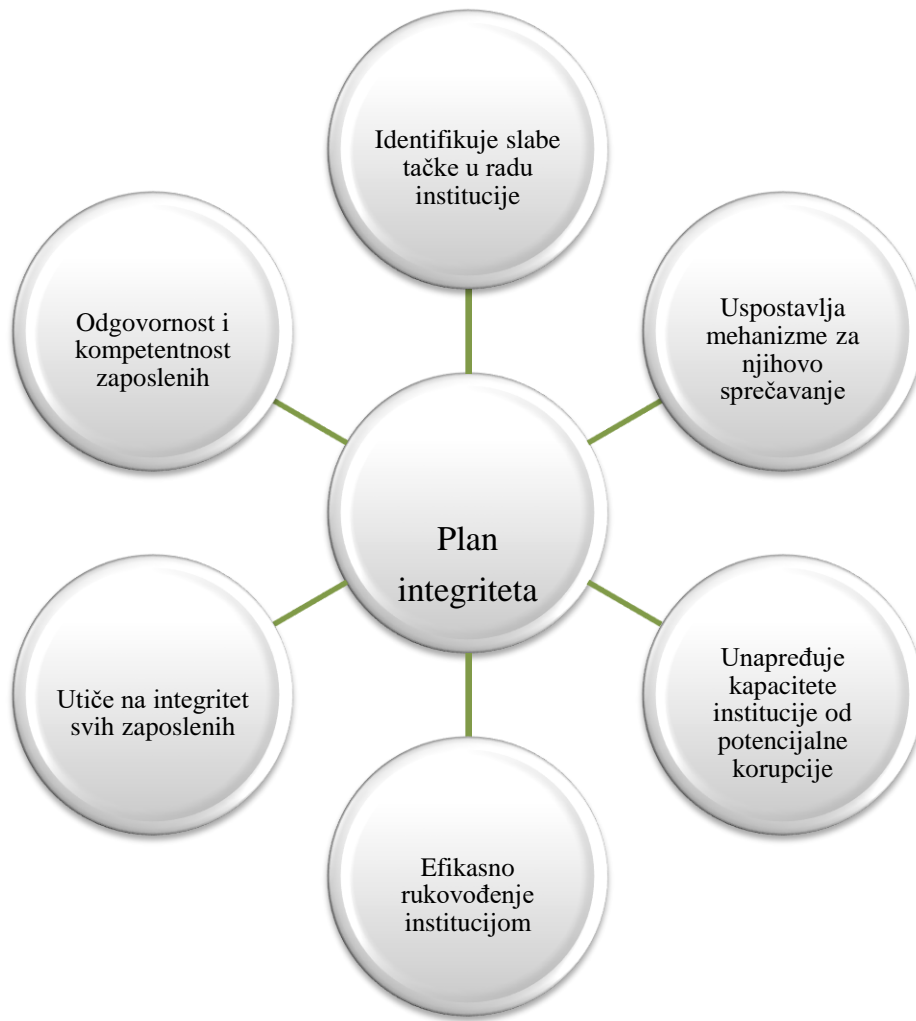 Identifikuje slabe
tačke u radu
institucije
Uspostavlja
mehanizme za
njihovo
sprečavanje
Unapređuje
kapacitete
institucije od
potencijalne
korupcije
Efikasno
rukovođenje
institucijom
Utiče na integritet
svih zaposlenih
Odgovornost i
kompetentnost
zaposlenih
Plan
integriteta